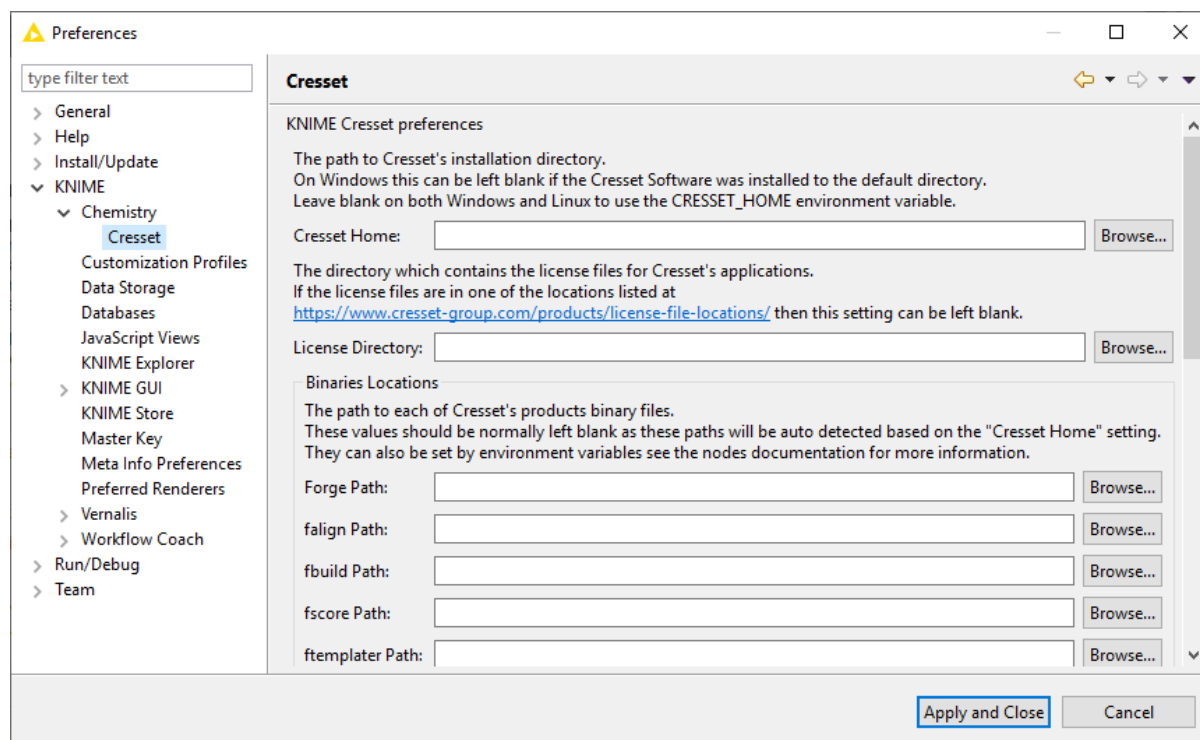 Preferences
type filter text
General
Help
Install/Update
KNIME
Chemistry
Cresset
Customization Profiles
Data Storage
Databases
JavaScript Views
KNIME Explorer
KNIME GUI
KNIME Store
Master Key
Meta Info Preferences
Preferred Renderers
Vernalis
Workflow Coach
Run/Debug
Team
Cresset
KNIME Cresset preferences
The path to Cresset's installation directory.
On Windows this can be left blank if the Cresset Software was installed to the default directory.
Leave blank on both Windows and Linux to use the CRESSET_HOME environment variable.
Cresset Home: Browse...
The directory which contains the license files for Cresset's applications.
If the license files are in one of the locations listed at
https://www.cresset-group.com/products/license-file-locations/ then this setting can be left blank.
License Directory: Browse...
Binaries Locations
The path to each of Cresset's products binary files.
These values should be normally left blank as these paths will be auto detected based on the "Cresset Home" setting.
They can also be set by environment variables see the nodes documentation for more information.
Forge Path: Browse...
falign Path: Browse...
fbuild Path: Browse...
fscore Path: Browse...
ftemplater Path: Browse...
Apply and Close Cancel